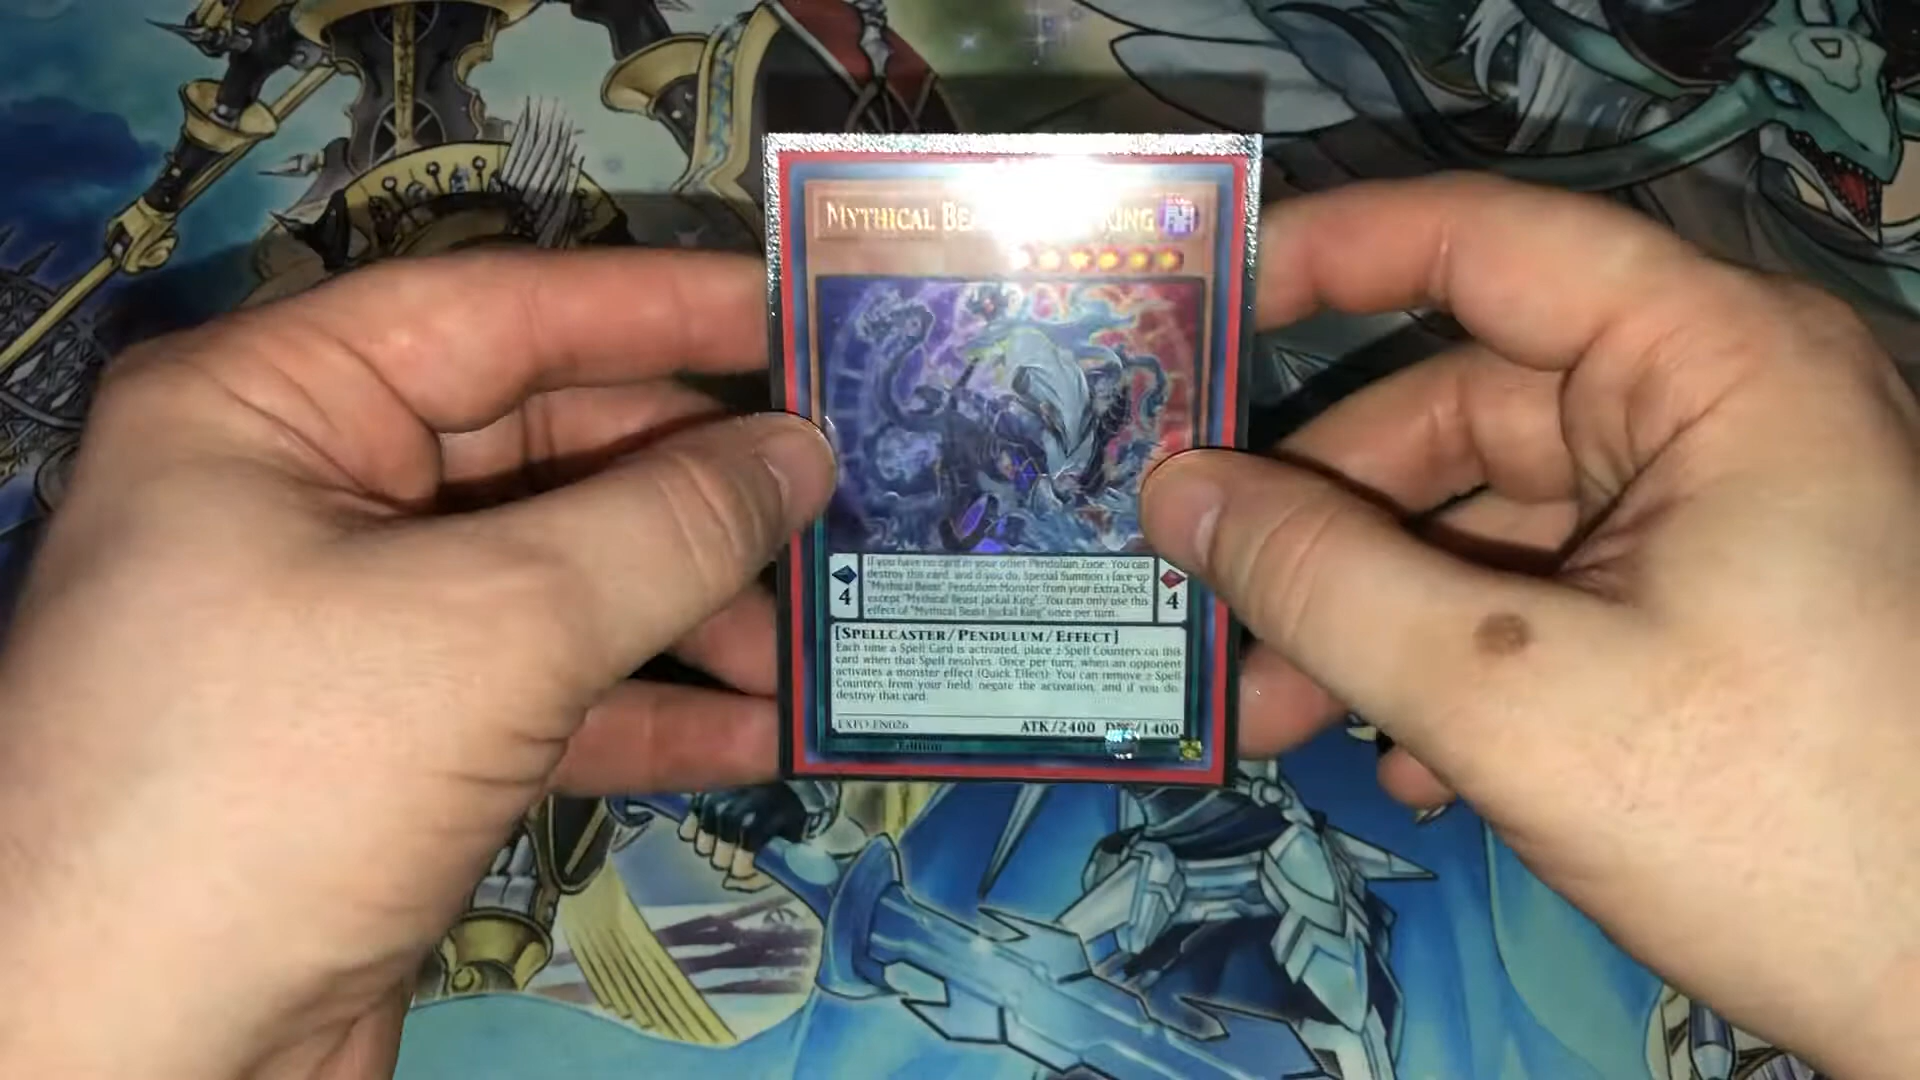 MYTHICAL BE KING
If you have no card in your other Pendulum Zone: You can
destroy this card, and if you do, Special Summon 1 face-up
"Mythical Beast" Pendulum Monster from your Extra Deck,
except "Mythical Beast Jackal King". You can only use this
effect of "Mythical Beast Jackal King" once per turn.
4
4
[SPELLCASTER/PENDULUM/EFFECT]
Each time a Spell Card is activated, place 2 Spell Counters on this
card when that Spell resolves. Once per turn, when an opponent
activates a monster effect (Quick Effect): You can remove 2 Spell
Counters from your field; negate the activation, and if you do,
destroy that card.
EXFO-EN026
ATK/2400 DEF/1400
Edition